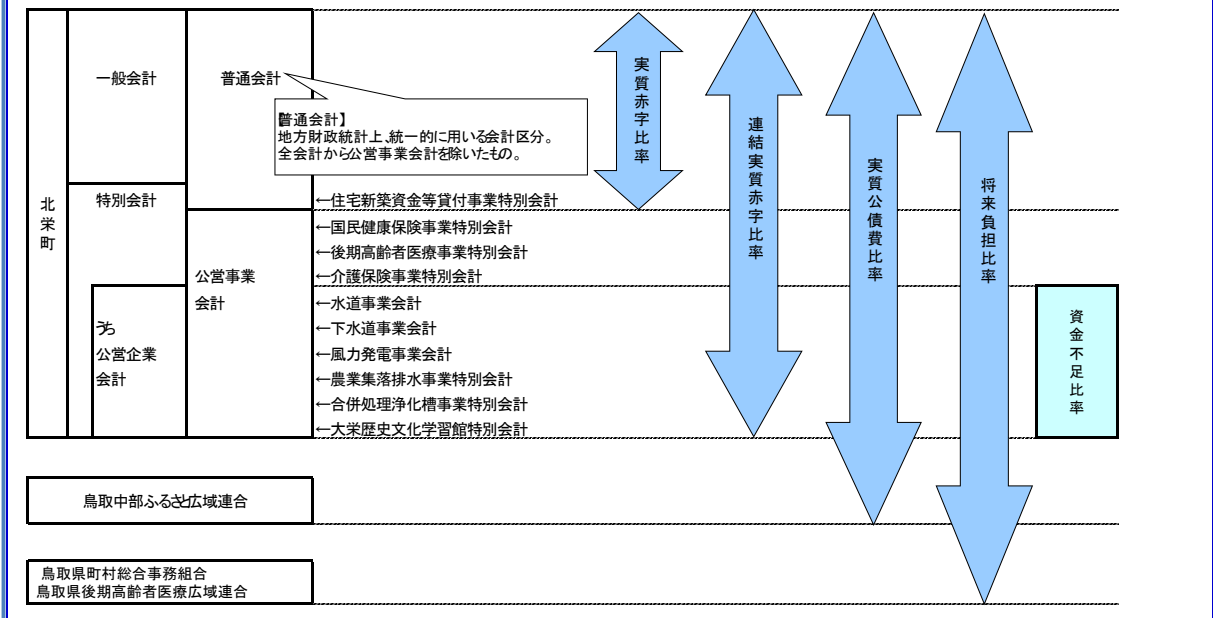 北栄町
一般会計
普通会計
【普通会計】
地方財政統計上、統一的に用いる会計区分。
全会計から公営事業会計を除いたもの。
特別会計
公営事業
会計
うち
公営企業
会計
←住宅新築資金等貸付事業特別会計
←国民健康保険事業特別会計
←後期高齢者医療事業特別会計
←介護保険事業特別会計
←水道事業会計
←下水道事業会計
←風力発電事業会計
←農業集落排水事業特別会計
←合併処理浄化槽事業特別会計
←大栄歴史文化学習館特別会計
実質赤字比率
連結実質赤字比率
実質公債費比率
将来負担比率
資金不足比率
鳥取中部ふるさと広域連合
鳥取県町村総合事務組合
鳥取県後期高齢者医療広域連合